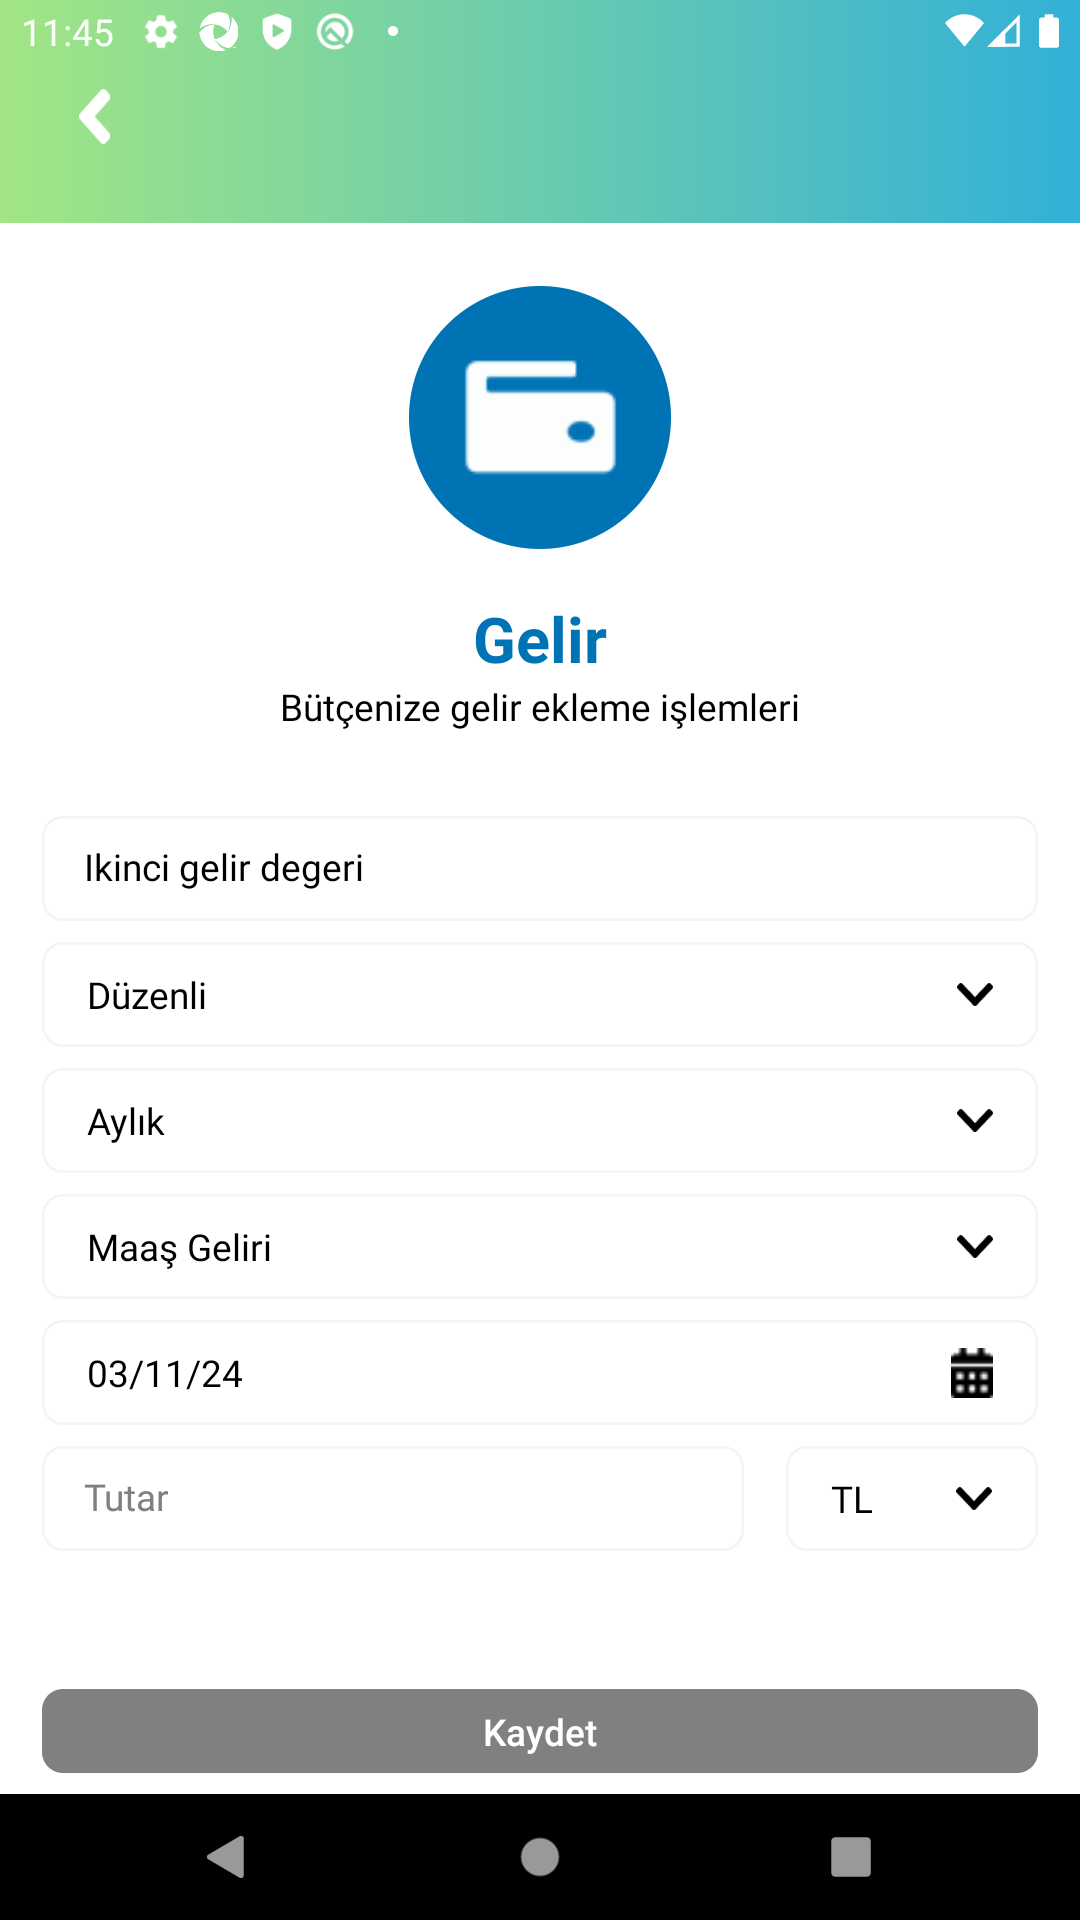 11:45
Gelir
Bütçenize gelir ekleme işlemleri
Ikinci gelir degeri
Düzenli
Aylık
Maaş Geliri
03/11/24
Tutar
TL
Kaydet